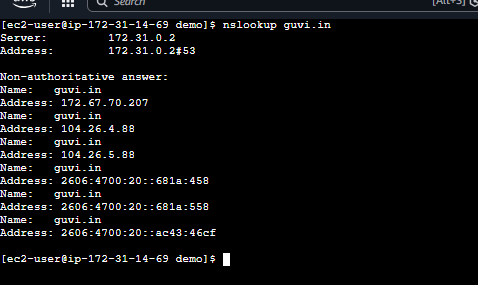 aws Search [Alt+S]
[ec2-user@ip-172-31-14-69 demo]$ nslookup guvi.in
Server: 172.31.0.2
Address: 172.31.0.2#53
Non-authoritative answer:
Name: guvi.in
Address: 172.67.70.207
Name: guvi.in
Address: 104.26.4.88
Name: guvi.in
Address: 104.26.5.88
Name: guvi.in
Address: 2606:4700:20::681a:458
Name: guvi.in
Address: 2606:4700:20::681a:558
Name: guvi.in
Address: 2606:4700:20::ac43:46cf
[ec2-user@ip-172-31-14-69 demo]$